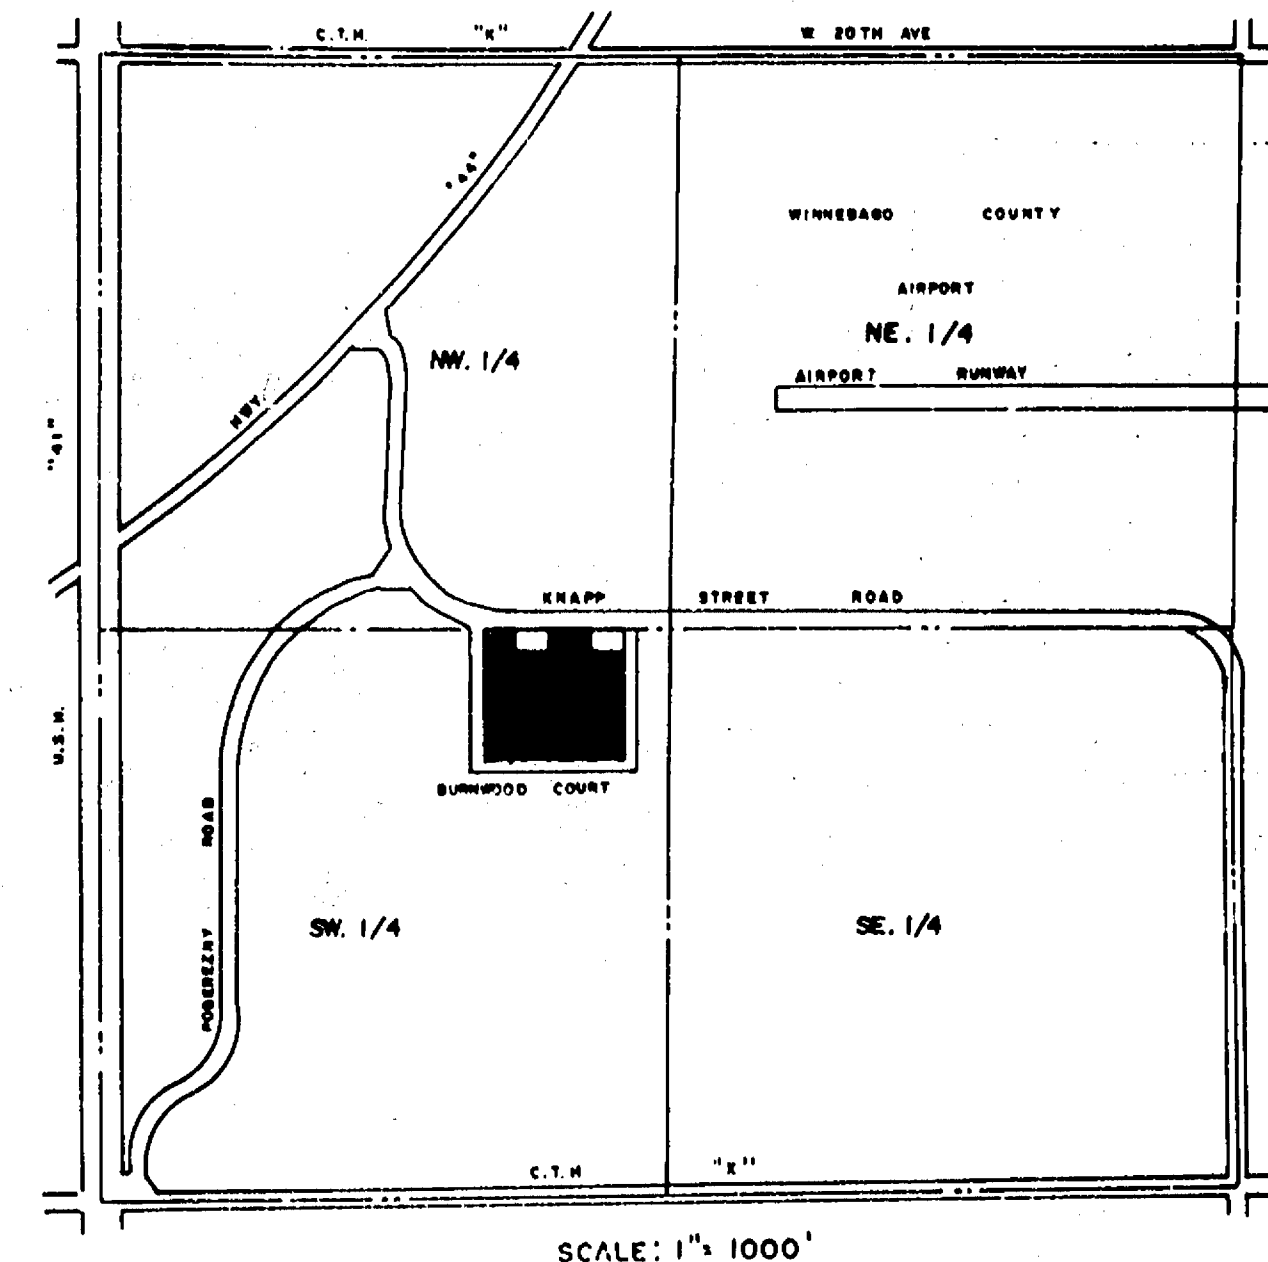 C.T.H. "K" W 20TH AVE
"44"
WINNEBAGO COUNTY
AIRPORT
NE. 1/4
NW. 1/4
AIRPORT RUNWAY
HWY.
"41"
KNAPP STREET ROAD
U.S.H.
BURNWOOD COURT
POBEREZNY ROAD
SW. 1/4
SE. 1/4
C.T.H "X"
SCALE: 1"= 1000'